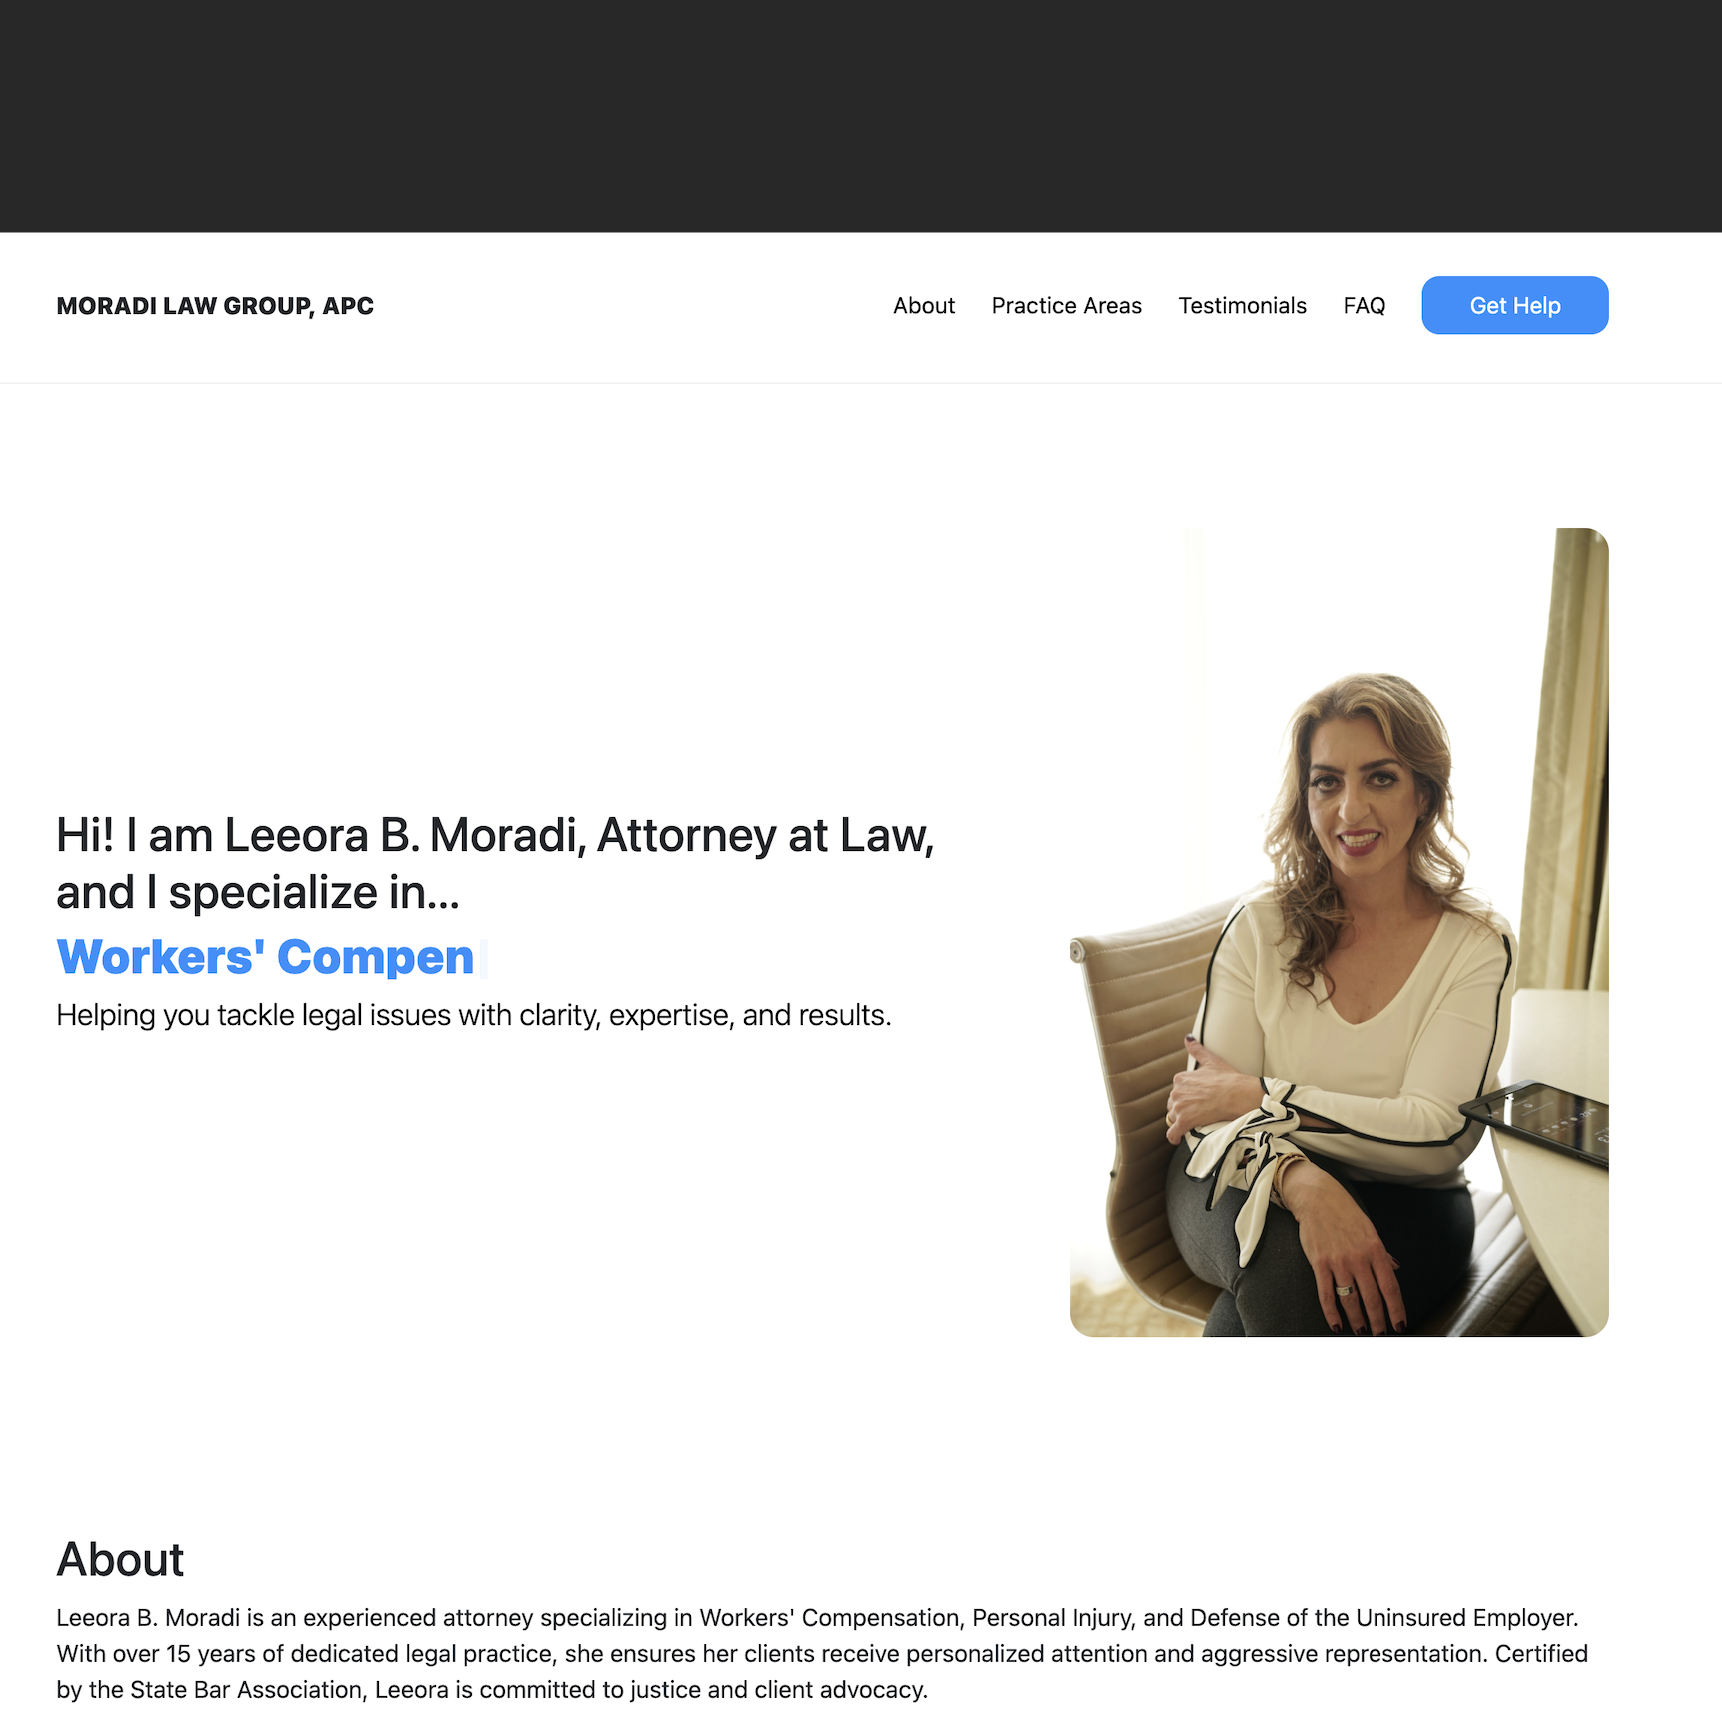 MORADI LAW GROUP, APC
About Practice Areas Testimonials FAQ Get Help
Hi! I am Leeora B. Moradi, Attorney at Law,
and I specialize in...
Workers' Compen
Helping you tackle legal issues with clarity, expertise, and results.
About
Leeora B. Moradi is an experienced attorney specializing in Workers' Compensation, Personal Injury, and Defense of the Uninsured Employer.
With over 15 years of dedicated legal practice, she ensures her clients receive personalized attention and aggressive representation. Certified
by the State Bar Association, Leeora is committed to justice and client advocacy.